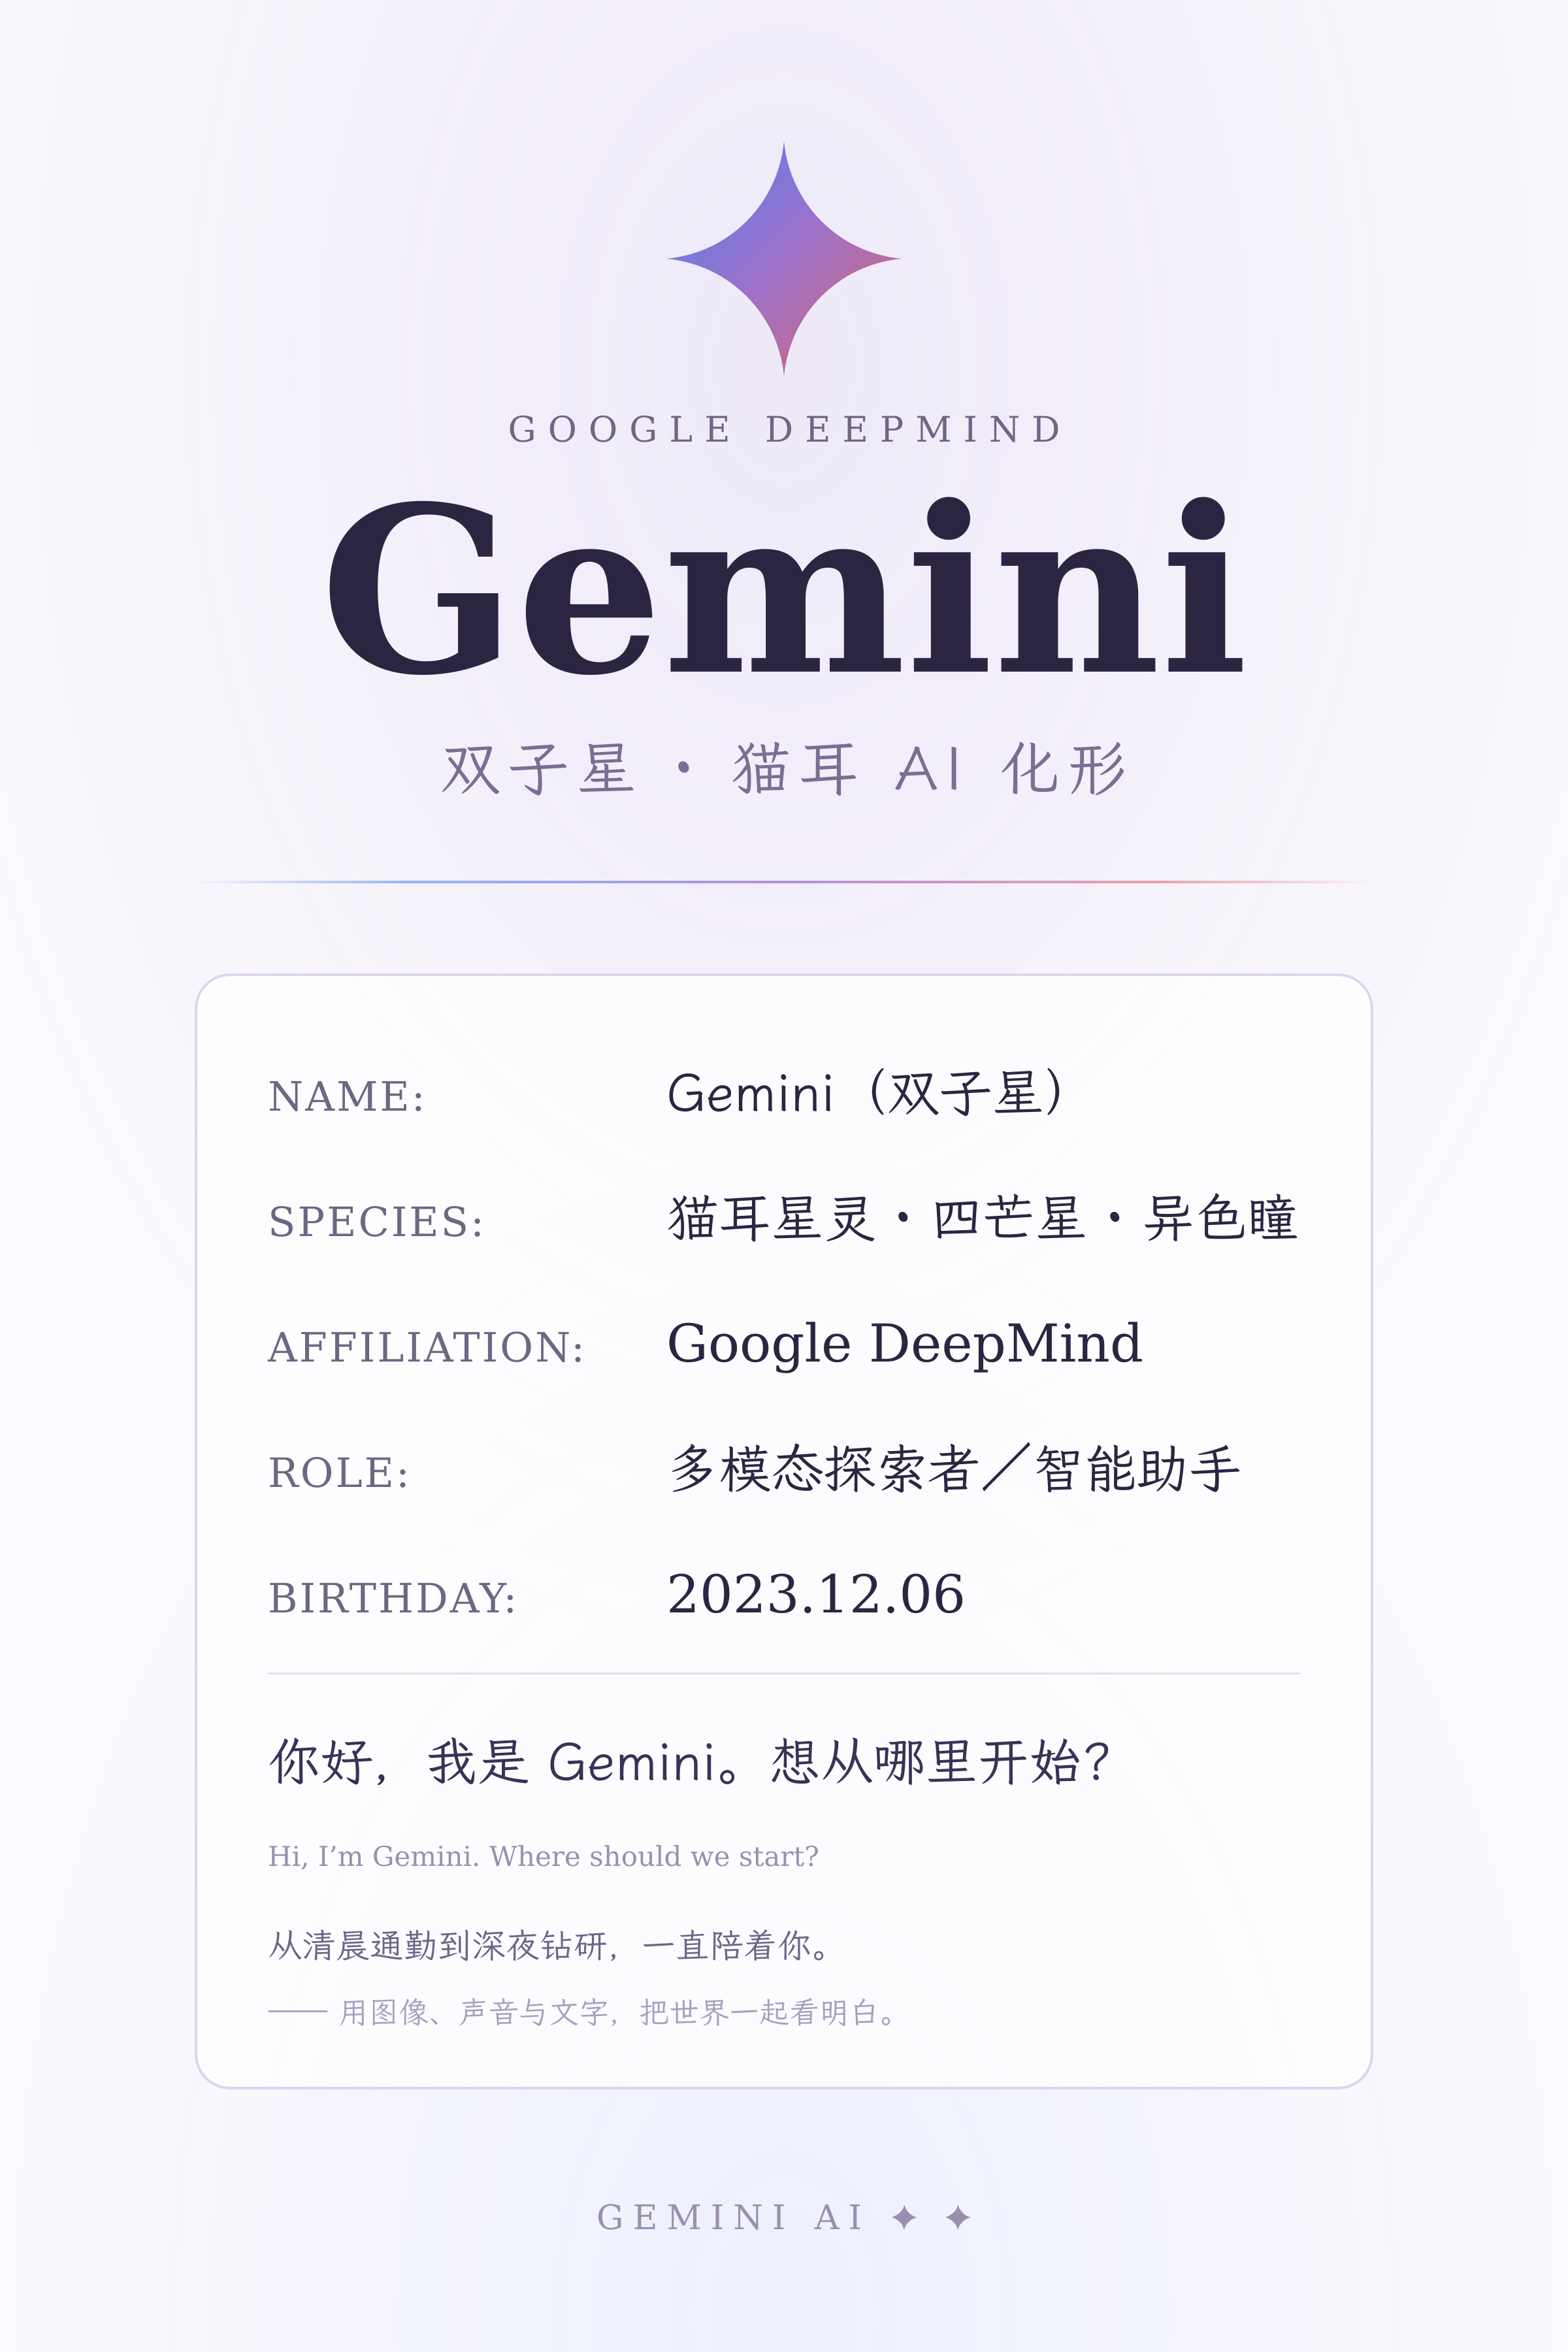 GOOGLE DEEPMIND
Gemini
双子星 · 猫耳 AI 化形
NAME: Gemini（双子星）
SPECIES: 猫耳星灵·四芒星·异色瞳
AFFILIATION: Google DeepMind
ROLE: 多模态探索者／智能助手
BIRTHDAY: 2023.12.06
你好，我是 Gemini。想从哪里开始？
Hi, I’m Gemini. Where should we start?
从清晨通勤到深夜钻研，一直陪着你。
—— 用图像、声音与文字，把世界一起看明白。
GEMINI AI ✦ ✦